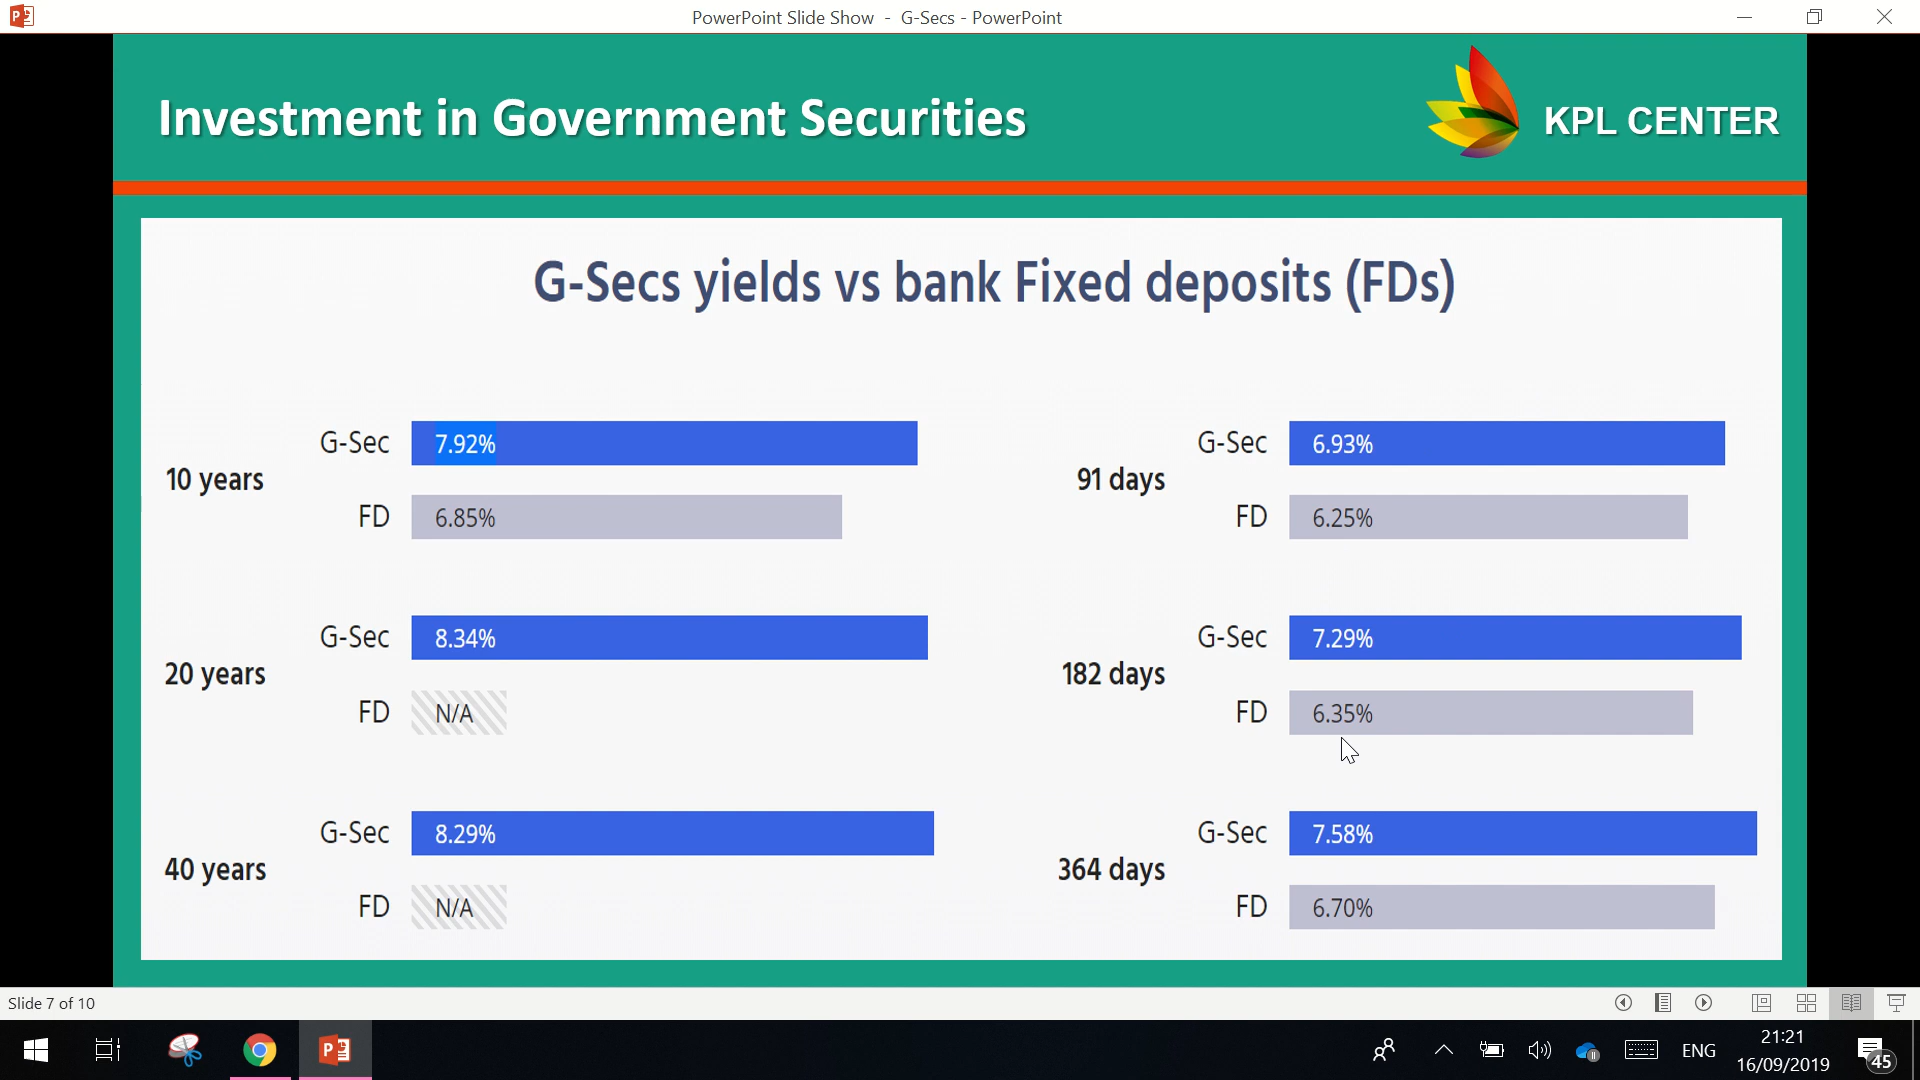 PowerPoint Slide Show - G-Secs - PowerPoint
Investment in Government Securities
KPL CENTER
G-Secs yields vs bank Fixed deposits (FDs)
10 years
G-Sec 7.92%
FD 6.85%
20 years
G-Sec 8.34%
FD N/A
40 years
G-Sec 8.29%
FD N/A
91 days
G-Sec 6.93%
FD 6.25%
182 days
G-Sec 7.29%
FD 6.35%
364 days
G-Sec 7.58%
FD 6.70%
Slide 7 of 10
ENG
21:21
16/09/2019
45